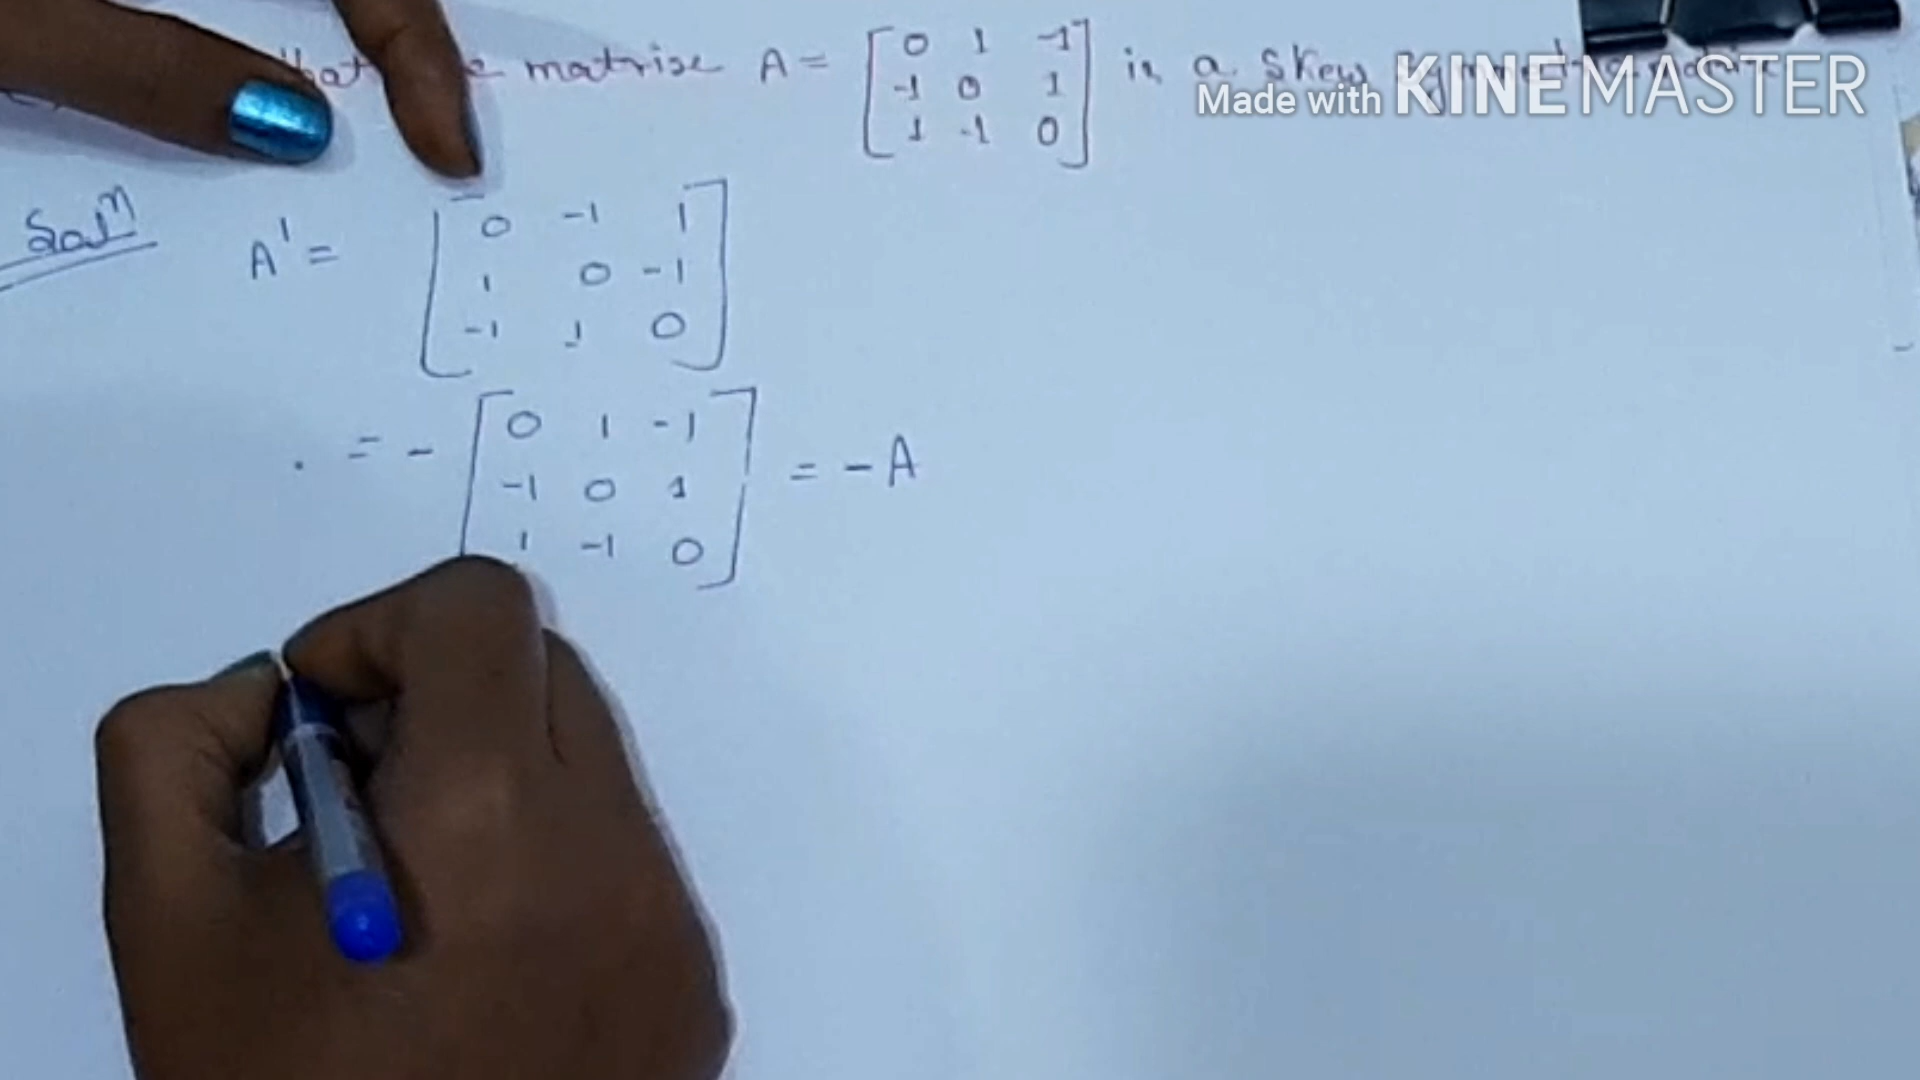 matrix A = [ 0 1 -1 ] is a skew
[ -1 0 1 ]
[ 1 -1 0 ]
Made with KINEMASTER
Solⁿ A' = [ 0 -1 1 ]
[ 1 0 -1 ]
[ -1 1 0 ]
= - [ 0 1 -1 ] = - A
[ -1 0 1 ]
[ 1 -1 0 ]